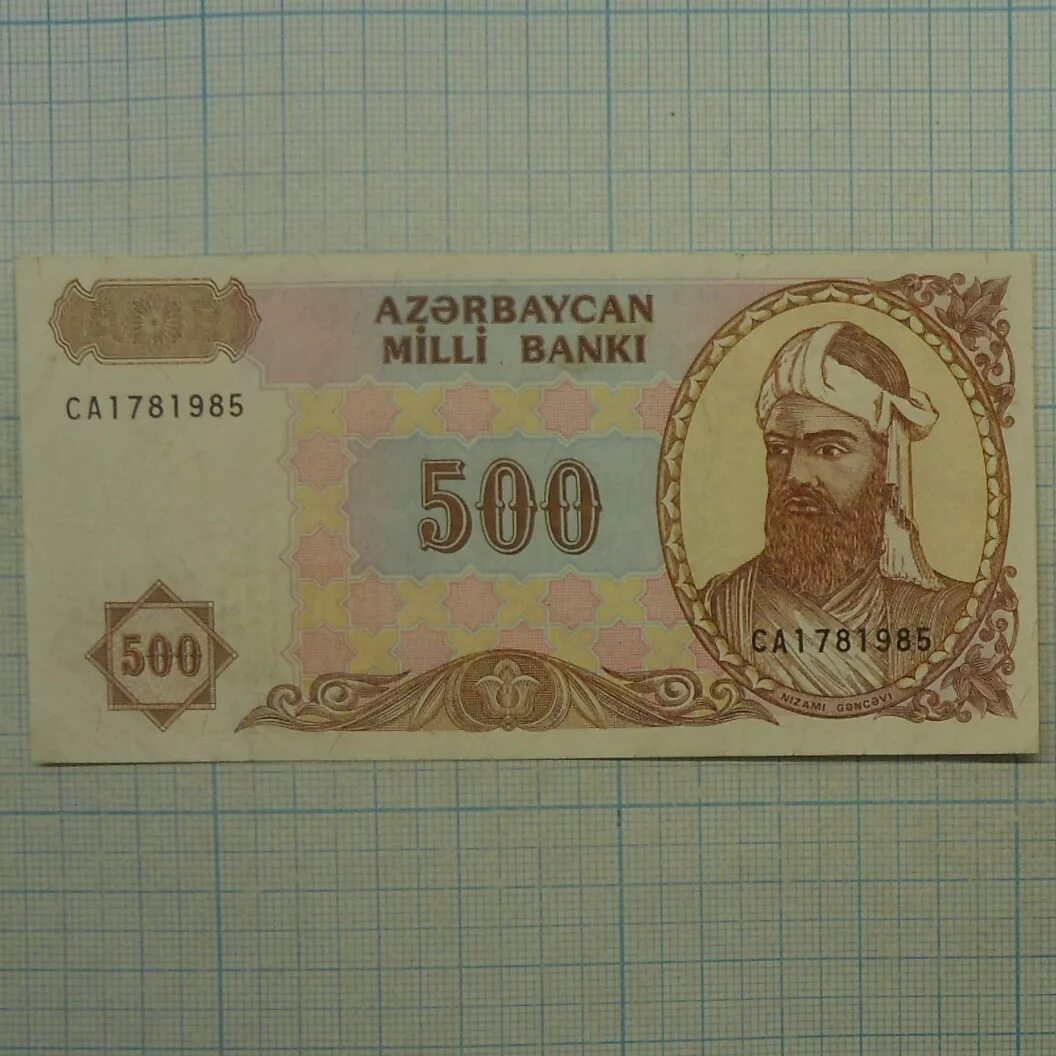 AZƏRBAYCAN
MİLLİ BANKI
CA1781985
500
500
CA1781985
NIZAMI GƏNCƏVI